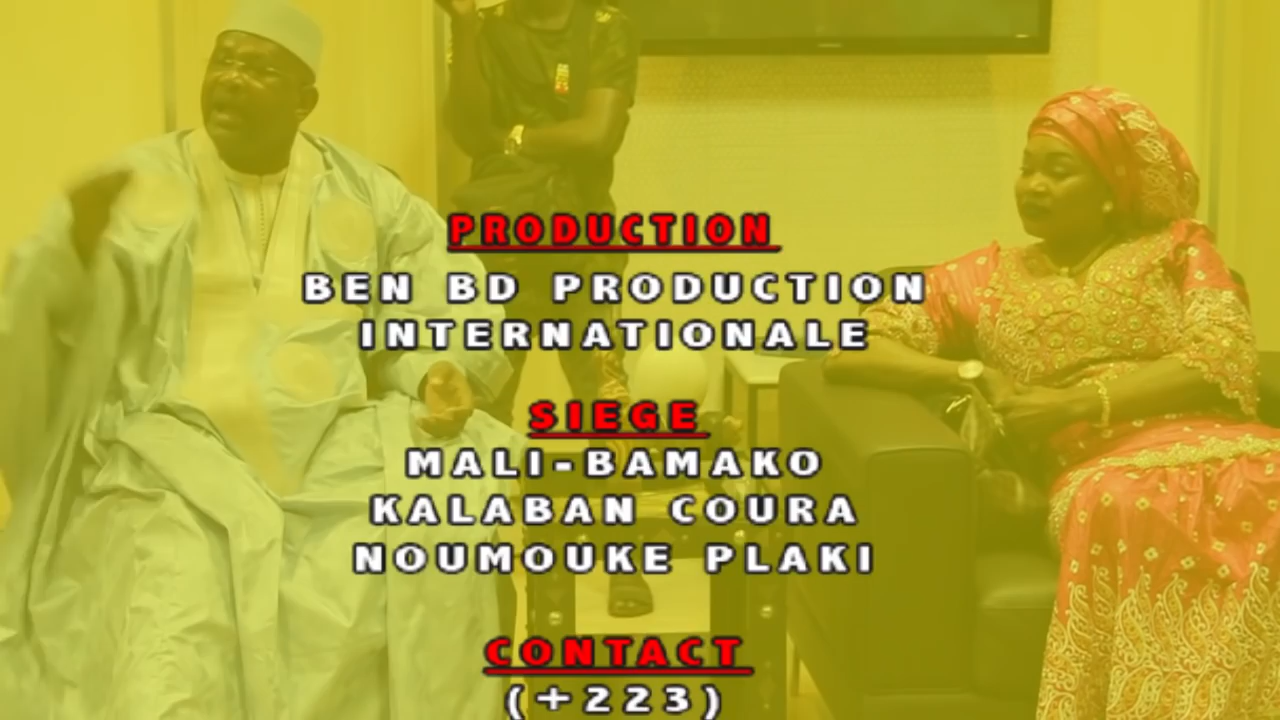 PRODUCTION
BEN BD PRODUCTION
INTERNATIONALE
SIEGE
MALI-BAMAKO
KALABAN COURA
NOUMOUKE PLAKI
CONTACT
(+223)